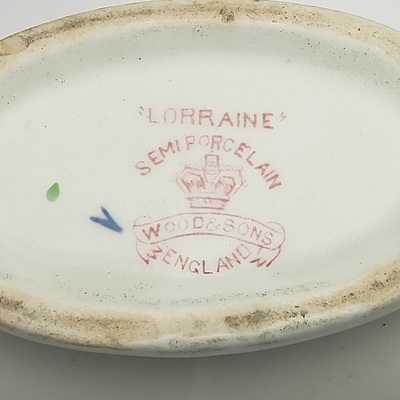 "LORRAINE"
SEMI PORCELAIN
WOOD & SONS
ENGLAND